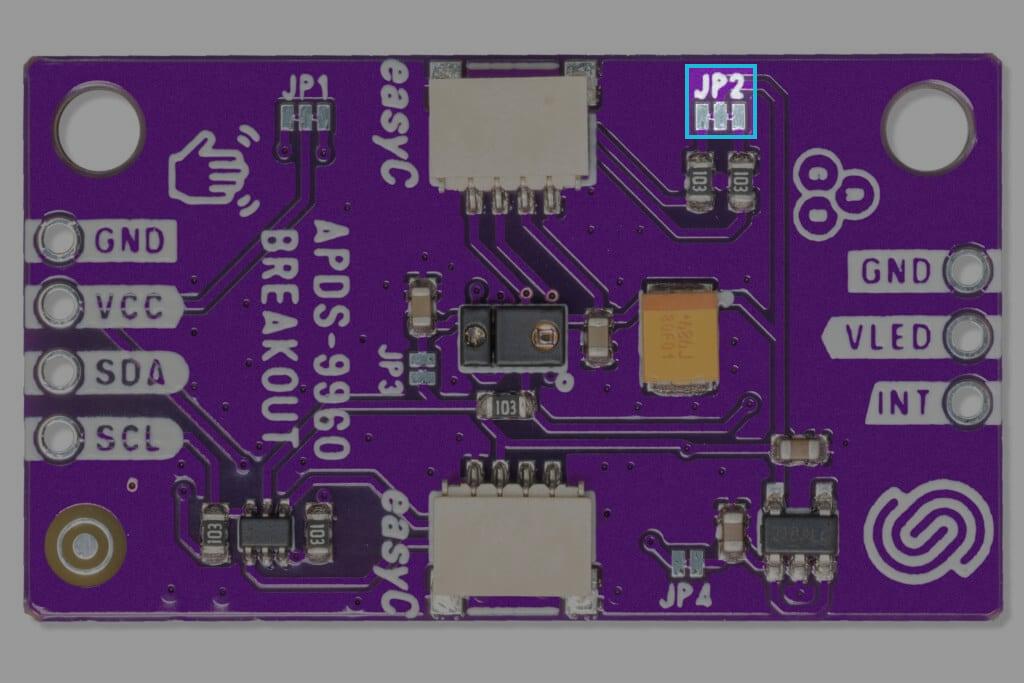 JP1
easyC
JP2
103
103
GND
VCC
SDA
SCL
APDS-9960
BREAKOUT
JP3
103
GND
VLED
INT
103
103
easyC
JP4